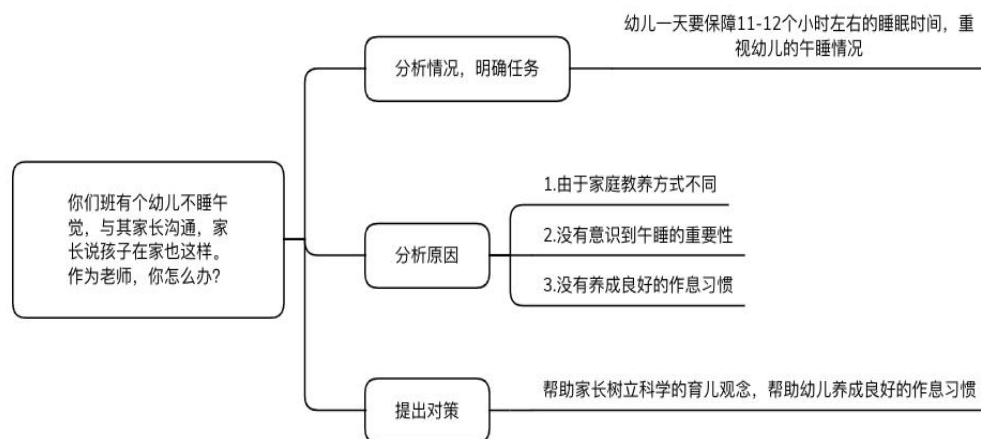 你们班有个幼儿不睡午
觉，与其家长沟通，家
长说孩子在家也这样。
作为老师，你怎么办?
分析情况，明确任务
幼儿一天要保障11-12个小时左右的睡眠时间，重
视幼儿的午睡情况
分析原因
1.由于家庭教养方式不同
2.没有意识到午睡的重要性
3.没有养成良好的作息习惯
提出对策
帮助家长树立科学的育儿观念，帮助幼儿养成良好的作息习惯